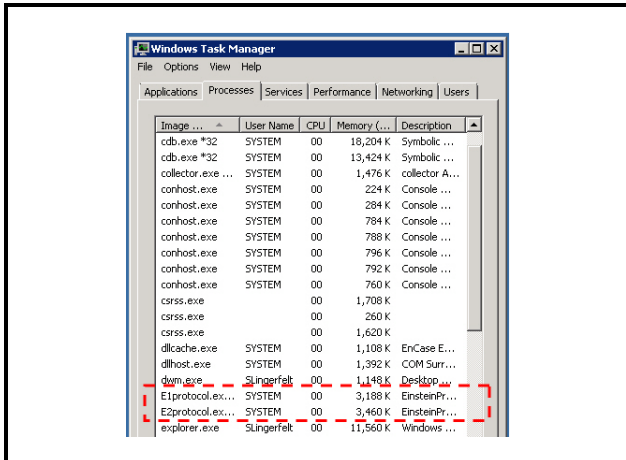 Windows Task Manager
File Options View Help
Applications Processes Services Performance Networking Users
Image ... User Name CPU Memory (... Description
cdb.exe *32 SYSTEM 00 18,204 K Symbolic ...
cdb.exe *32 SYSTEM 00 13,424 K Symbolic ...
collector.exe ... SYSTEM 00 1,476 K collector A...
conhost.exe SYSTEM 00 224 K Console ...
conhost.exe SYSTEM 00 284 K Console ...
conhost.exe SYSTEM 00 784 K Console ...
conhost.exe SYSTEM 00 788 K Console ...
conhost.exe SYSTEM 00 796 K Console ...
conhost.exe SYSTEM 00 792 K Console ...
conhost.exe SYSTEM 00 760 K Console ...
csrss.exe 00 1,708 K
csrss.exe 00 260 K
csrss.exe 00 1,620 K
dllcache.exe SYSTEM 00 1,108 K EnCase E...
dllhost.exe SYSTEM 00 1,392 K COM Surr...
dwm.exe SLingerfelt 00 1,148 K Desktop ...
E1protocol.ex... SYSTEM 00 3,188 K EinsteinPr...
E2protocol.ex... SYSTEM 00 3,460 K EinsteinPr...
explorer.exe SLingerfelt 00 11,560 K Windows ...